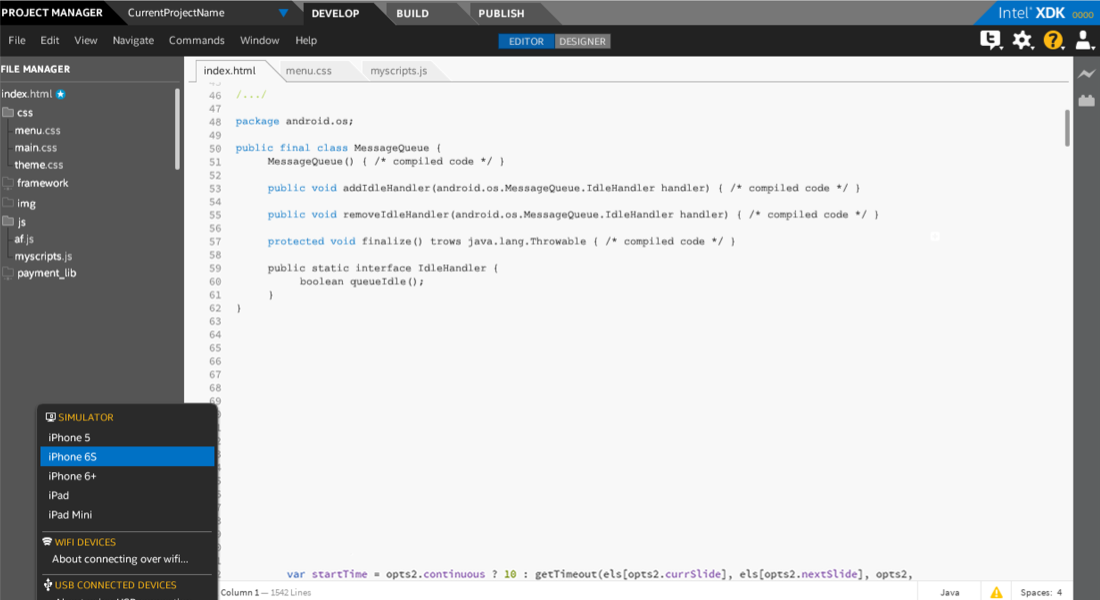 PROJECT MANAGER CurrentProjectName DEVELOP BUILD PUBLISH Intel® XDK 0000
File Edit View Navigate Commands Window Help EDITOR DESIGNER
FILE MANAGER
index.html menu.css myscripts.js
index.html
css
menu.css
main.css
theme.css
framework
img
js
af.js
myscripts.js
payment_lib
45
46 /.../
47
48 package android.os;
49
50 public final class MessageQueue {
51 MessageQueue() { /* compiled code */ }
52
53 public void addIdleHandler(android.os.MessageQueue.IdleHandler handler) { /* compiled code */ }
54
55 public void removeIdleHandler(android.os.MessageQueue.IdleHandler handler) { /* compiled code */ }
56
57 protected void finalize() trows java.lang.Throwable { /* compiled code */ }
58
59 public static interface IdleHandler {
60 boolean queueIdle();
61 }
62 }
63
64
65
66
67
68
69
SIMULATOR
iPhone 5
iPhone 6S
iPhone 6+
iPad
iPad Mini
WIFI DEVICES
About connecting over wifi...
USB CONNECTED DEVICES
var startTime = opts2.continuous ? 10 : getTimeout(els[opts2.currSlide], els[opts2.nextSlide], opts2,
Column 1 — 1542 Lines Java Spaces: 4